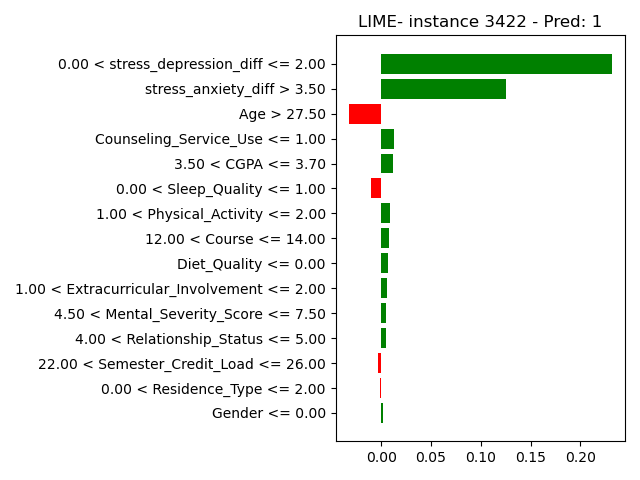 LIME- instance 3422 - Pred: 1
0.00 < stress_depression_diff <= 2.00
stress_anxiety_diff > 3.50
Age > 27.50
Counseling_Service_Use <= 1.00
3.50 < CGPA <= 3.70
0.00 < Sleep_Quality <= 1.00
1.00 < Physical_Activity <= 2.00
12.00 < Course <= 14.00
Diet_Quality <= 0.00
1.00 < Extracurricular_Involvement <= 2.00
4.50 < Mental_Severity_Score <= 7.50
4.00 < Relationship_Status <= 5.00
22.00 < Semester_Credit_Load <= 26.00
0.00 < Residence_Type <= 2.00
Gender <= 0.00
0.00 0.05 0.10 0.15 0.20